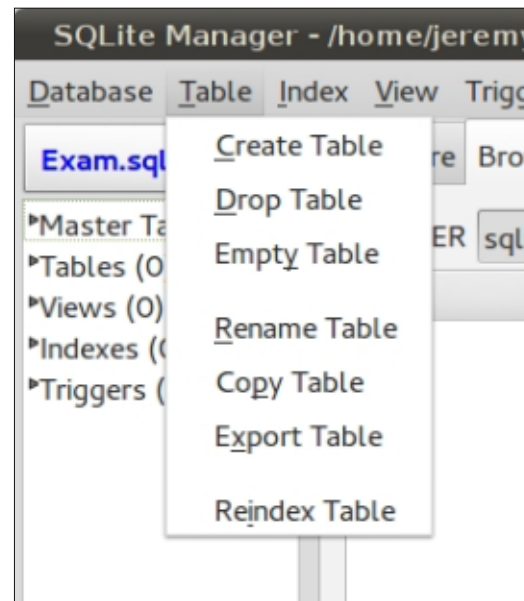 SQLite Manager - /home/jeremy
Database Table Index View Trigg
Exam.sql
re Bro
Create Table
Drop Table
Empty Table
Rename Table
Copy Table
Export Table
Reindex Table
Master Ta
Tables (0
Views (0)
Indexes (
Triggers (
ER sql